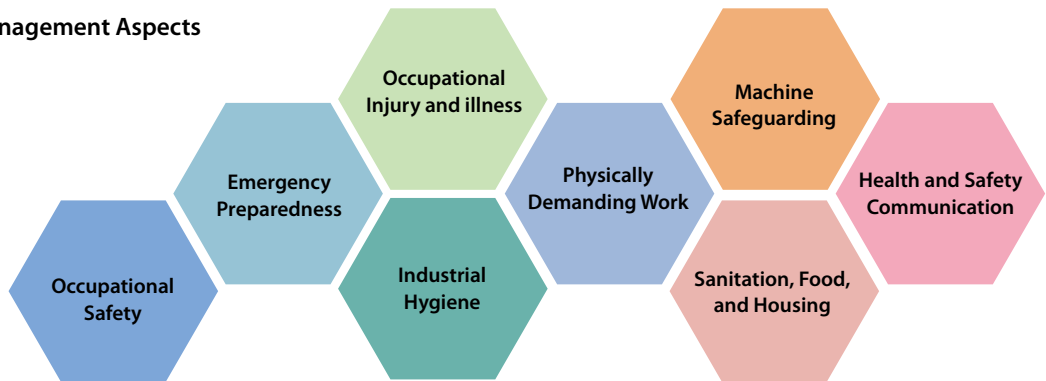 nagement Aspects
Occupational
Injury and illness
Machine
Safeguarding
Emergency
Preparedness
Physically
Demanding Work
Health and Safety
Communication
Occupational
Safety
Industrial
Hygiene
Sanitation, Food,
and Housing